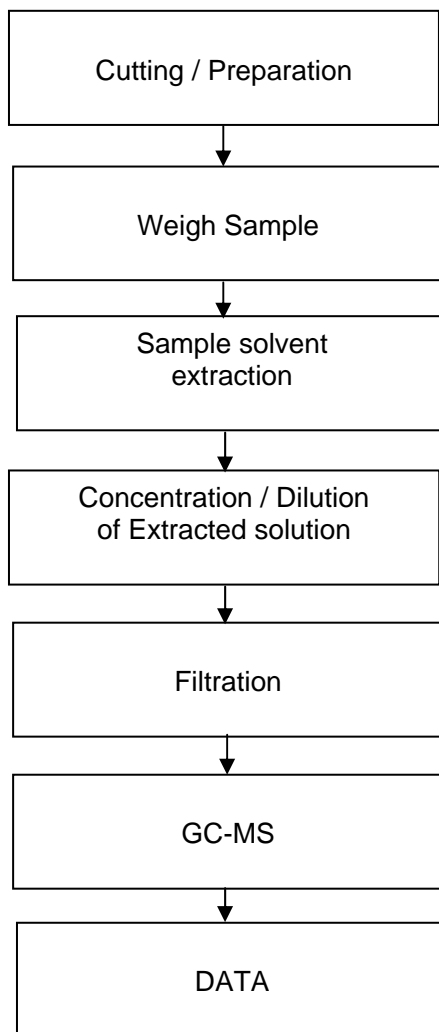 Cutting / Preparation
Weigh Sample
Sample solvent
extraction
Concentration / Dilution
of Extracted solution
Filtration
GC-MS
DATA